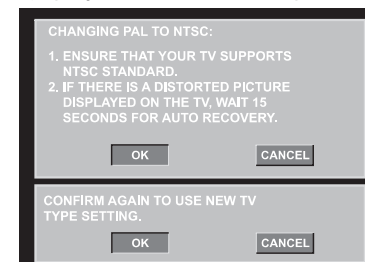 CHANGING PAL TO NTSC:
1. ENSURE THAT YOUR TV SUPPORTS
NTSC STANDARD.
2. IF THERE IS A DISTORTED PICTURE
DISPLAYED ON THE TV, WAIT 15
SECONDS FOR AUTO RECOVERY.
OK CANCEL
CONFIRM AGAIN TO USE NEW TV
TYPE SETTING.
OK CANCEL